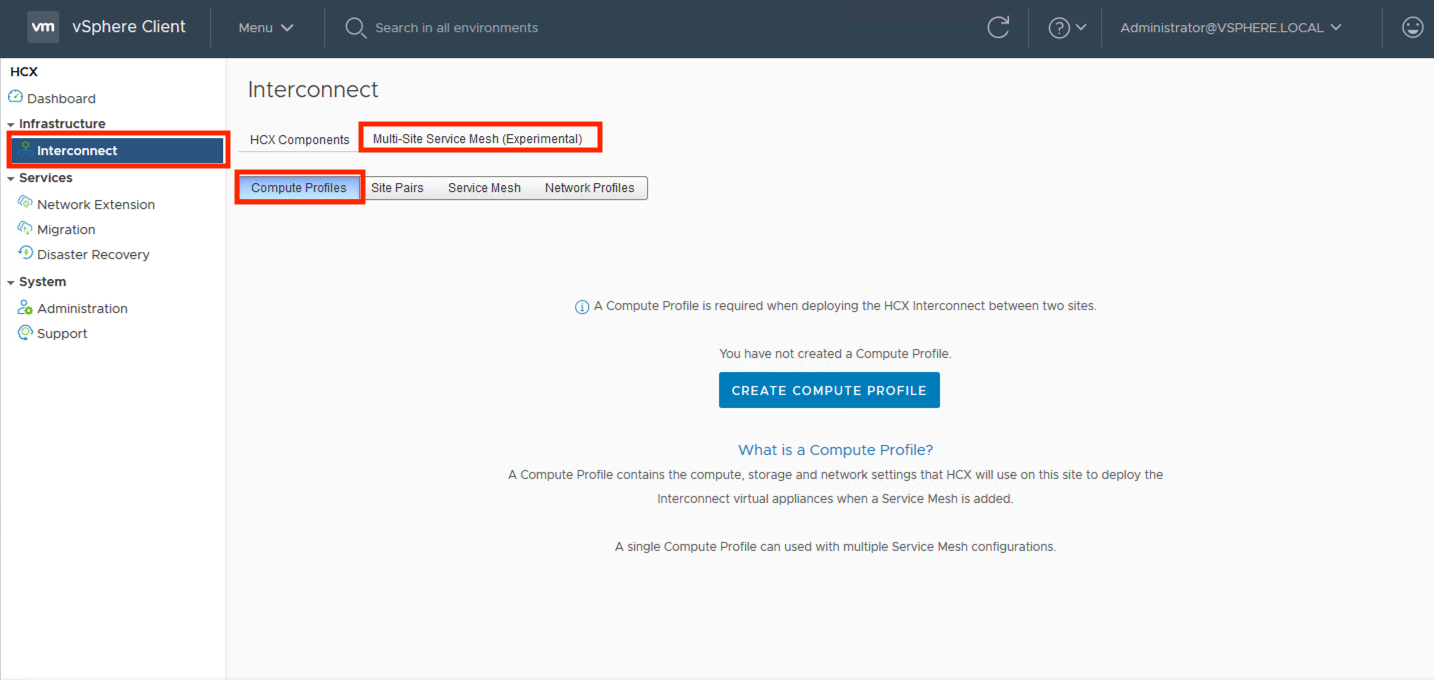 vm vSphere Client Menu Search in all environments Administrator@VSPHERE.LOCAL
HCX
Dashboard
Infrastructure
Interconnect
Services
Network Extension
Migration
Disaster Recovery
System
Administration
Support
Interconnect
HCX Components Multi-Site Service Mesh (Experimental)
Compute Profiles Site Pairs Service Mesh Network Profiles
A Compute Profile is required when deploying the HCX Interconnect between two sites.
You have not created a Compute Profile.
CREATE COMPUTE PROFILE
What is a Compute Profile?
A Compute Profile contains the compute, storage and network settings that HCX will use on this site to deploy the
Interconnect virtual appliances when a Service Mesh is added.
A single Compute Profile can used with multiple Service Mesh configurations.